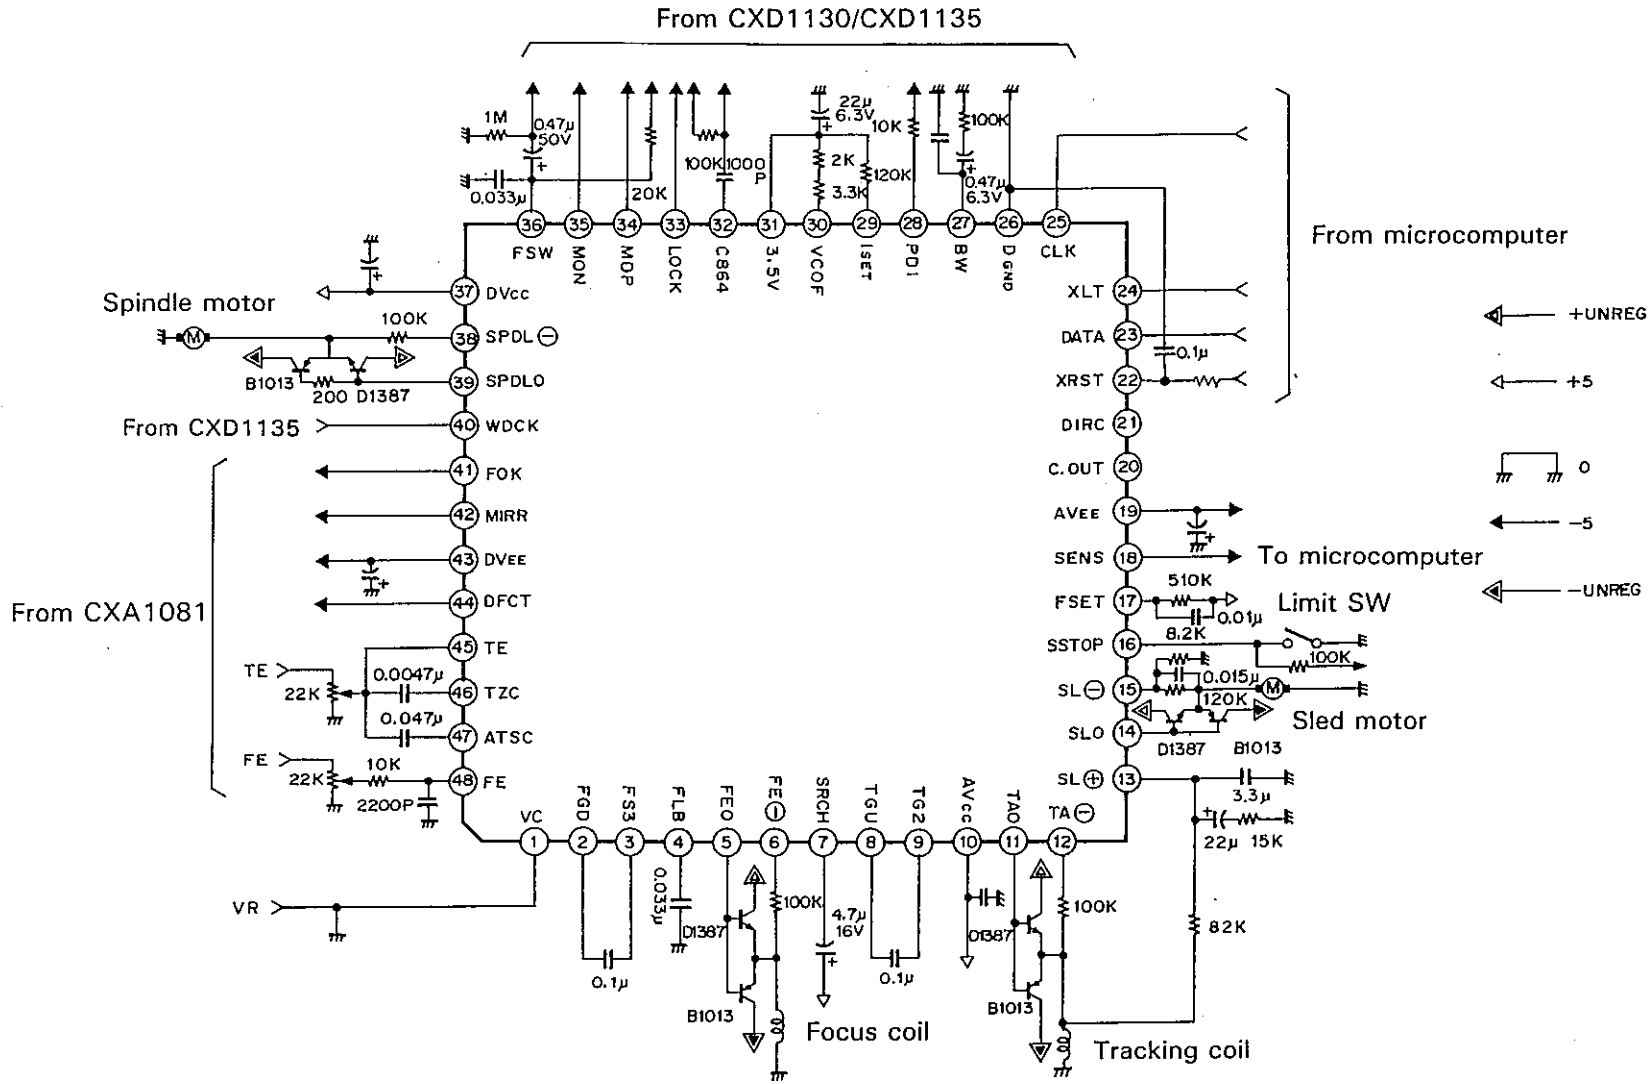 From CXD1130/CXD1135
1M
0.47μ
50V
0.033μ
20K
100K
1000
P
22μ
6.3V
2K
3.3K
120K
10K
100K
0.47μ
6.3V
36
35
34
33
32
31
30
29
28
27
26
25
FSW
MON
MDP
LOCK
C864
3.5V
VCOF
ISET
PD1
BW
DGND
CLK
From microcomputer
Spindle motor
M
100K
B1013
200
D1387
From CXD1135
From CXA1081
37 DVcc
38 SPDL ⊖
39 SPDLO
40 WDCK
41 FOK
42 MIRR
43 DVEE
44 DFCT
45 TE
46 TZC
47 ATSC
48 FE
TE
22K
0.0047μ
0.047μ
FE
22K
10K
2200P
XLT 24
DATA 23
0.1μ
XRST 22
DIRC 21
C.OUT 20
AVEE 19
SENS 18
To microcomputer
FSET 17
510K
0.01μ
8.2K
SSTOP 16
Limit SW
100K
SL ⊖ 15
0.015μ
120K
M
Sled motor
SLO 14
D1387
B1013
SL ⊕ 13
3.3μ
22μ
15K
82K
+UNREG
+5
0
-5
-UNREG
VC
FGD
FS3
FLB
FEO
FE ⊖
SRCH
TGU
TG2
AVcc
TAO
TA ⊖
1
2
3
4
5
6
7
8
9
10
11
12
VR
0.1μ
0.033μ
D1387
B1013
100K
Focus coil
4.7μ
16V
0.1μ
D1387
B1013
100K
Tracking coil